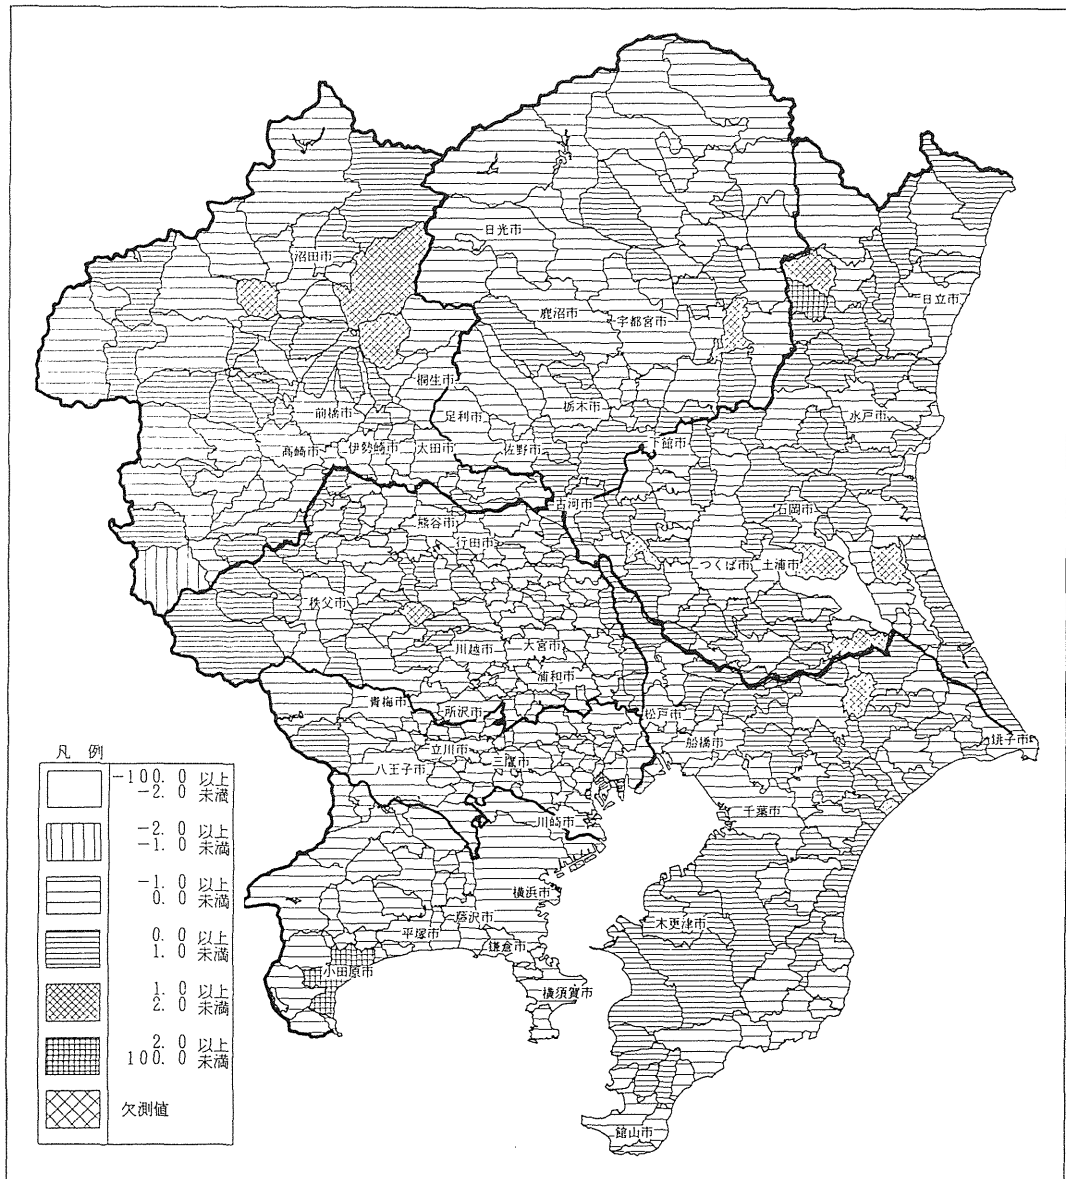 日光市
沼田市
日立市
鹿沼市
宇都宮市
桐生市
前橋市
足利市
栃木市
水戸市
高崎市
伊勢崎市
太田市
佐野市
下館市
古河市
石岡市
熊谷市
行田市
つくば市
土浦市
秩父市
川越市
大宮市
浦和市
青梅市
所沢市
松戸市
立川市
船橋市
銚子市
八王子市
三鷹市
千葉市
川崎市
横浜市
藤沢市
木更津市
平塚市
鎌倉市
小田原市
横須賀市
館山市
凡 例
-100.0 以上
-2.0 未満
-2.0 以上
-1.0 未満
-1.0 以上
0.0 未満
0.0 以上
1.0 未満
1.0 以上
2.0 未満
2.0 以上
100.0 未満
欠測値